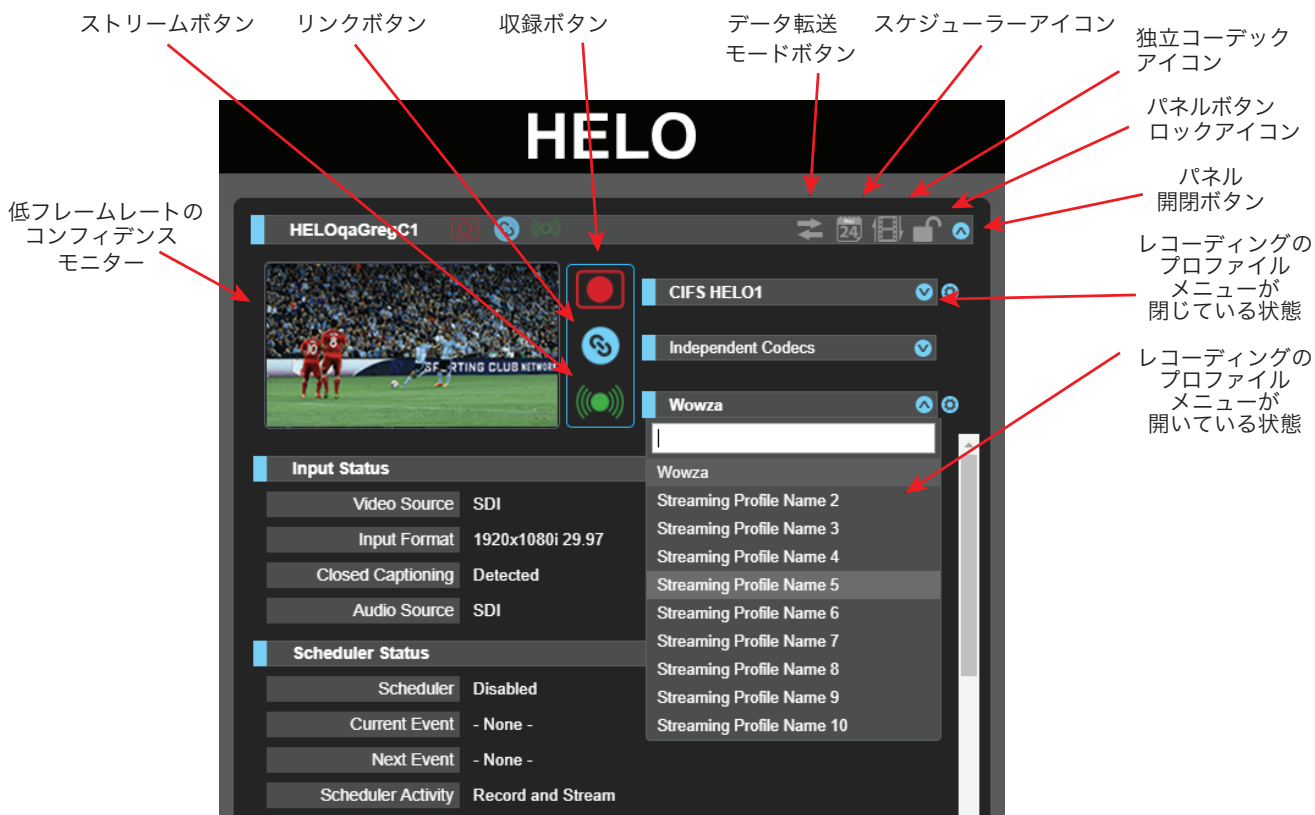 ストリームボタン
リンクボタン
収録ボタン
データ転送
モードボタン
スケジューラーアイコン
独立コーデック
アイコン
パネルボタン
ロックアイコン
パネル
開閉ボタン
低フレームレートの
コンフィデンス
モニター
レコーディングの
プロファイル
メニューが
閉じている状態
レコーディングの
プロファイル
メニューが
開いている状態
HELO
HELOqaGregC1
24
CIFS HELO1
Independent Codecs
Wowza
10
8
SPORTING CLUB NETWORK
Wowza
Streaming Profile Name 2
Streaming Profile Name 3
Streaming Profile Name 4
Streaming Profile Name 5
Streaming Profile Name 6
Streaming Profile Name 7
Streaming Profile Name 8
Streaming Profile Name 9
Streaming Profile Name 10
Input Status
Video Source SDI
Input Format 1920x1080i 29.97
Closed Captioning Detected
Audio Source SDI
Scheduler Status
Scheduler Disabled
Current Event - None -
Next Event - None -
Scheduler Activity Record and Stream